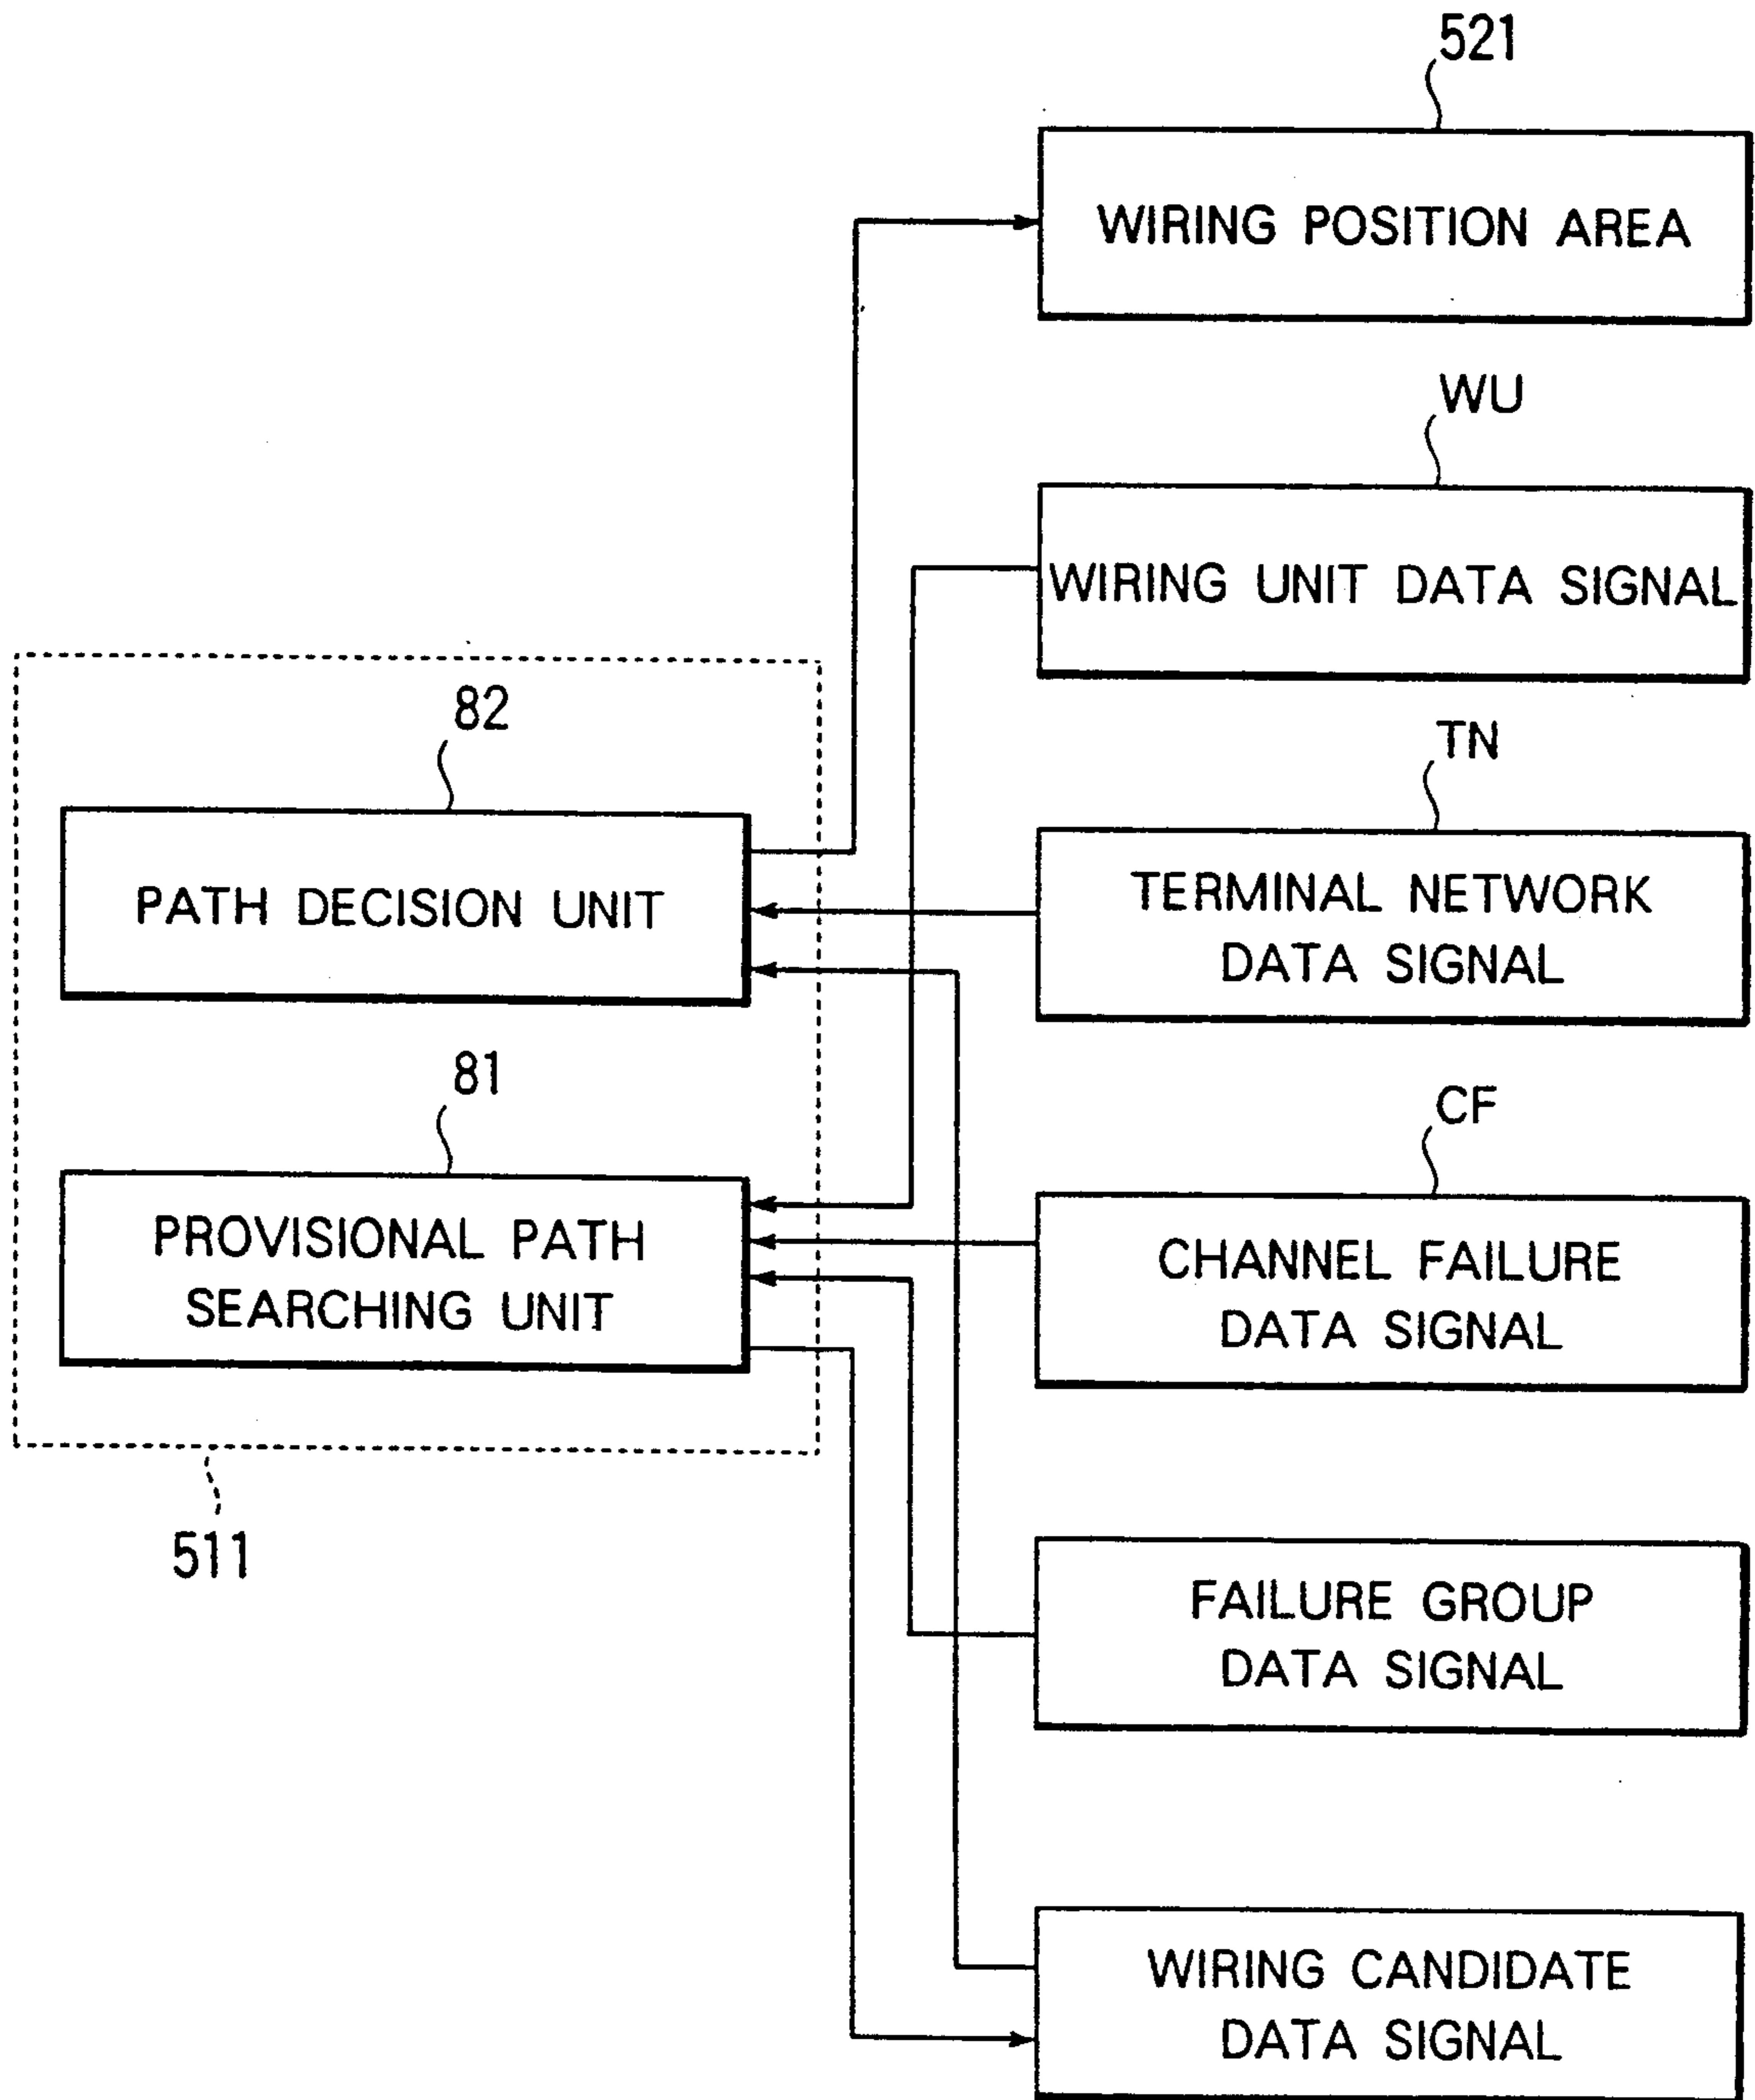 521
WIRING POSITION AREA
WU
WIRING UNIT DATA SIGNAL
82
PATH DECISION UNIT
TN
TERMINAL NETWORK
DATA SIGNAL
81
PROVISIONAL PATH
SEARCHING UNIT
CF
CHANNEL FAILURE
DATA SIGNAL
511
FAILURE GROUP
DATA SIGNAL
WIRING CANDIDATE
DATA SIGNAL